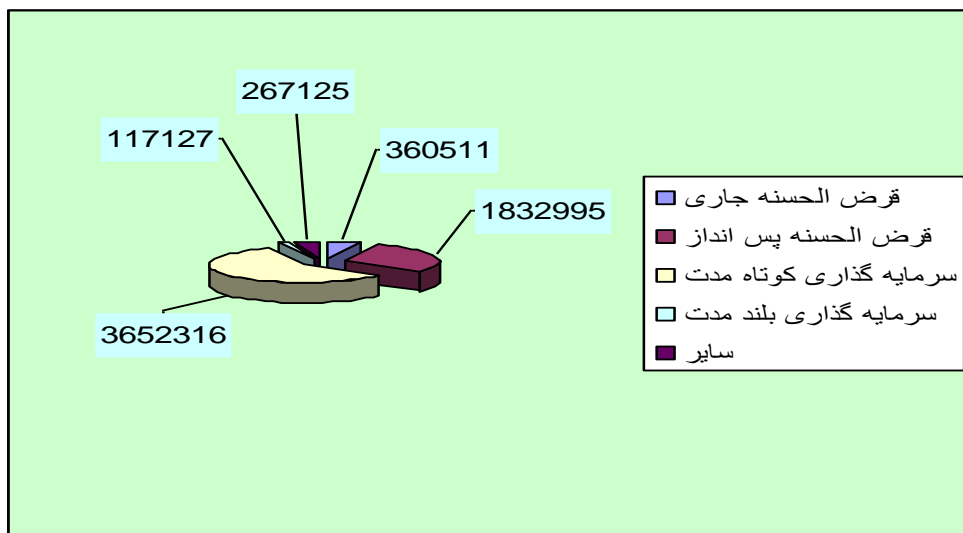 267125
117127
360511
1832995
3652316
قرض الحسنه جاری
قرض الحسنه پس انداز
سرمایه گذاری کوتاه مدت
سرمایه گذاری بلند مدت
سایر